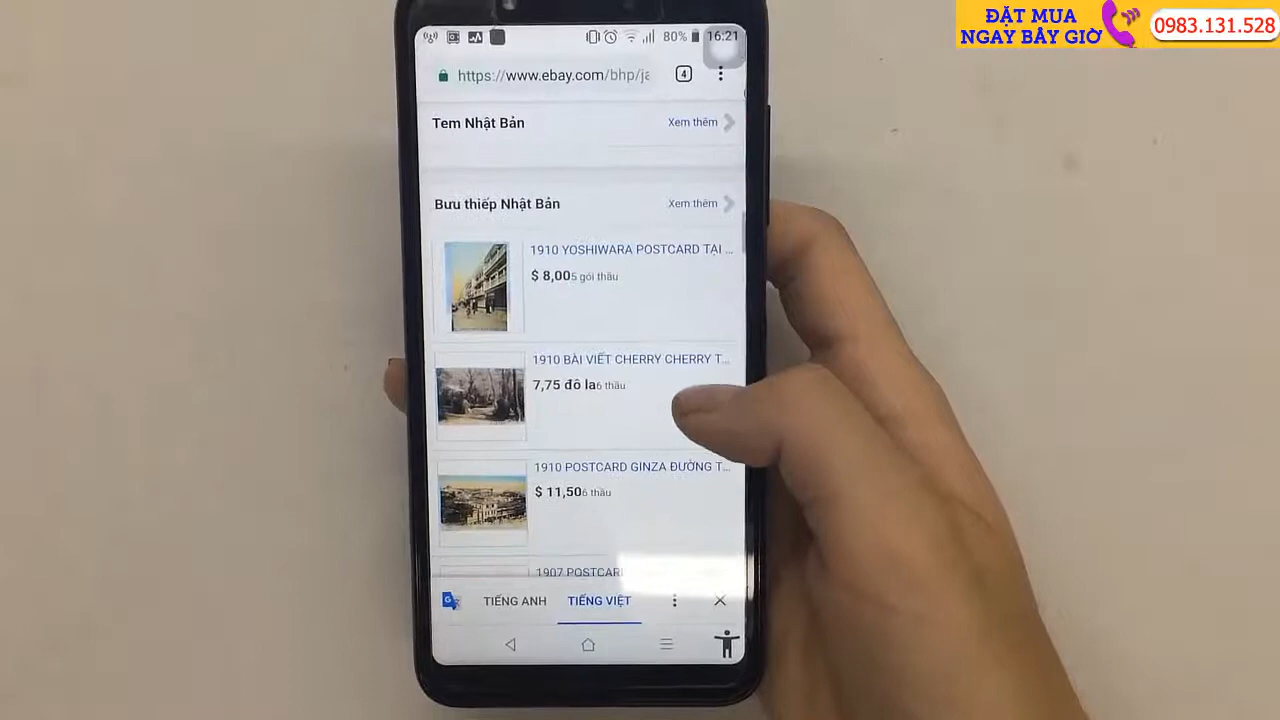 ĐẶT MUA
NGAY BÂY GIỜ
0983.131.528
80%
16:21
https://www.ebay.com/bhp/ja
4
Tem Nhật Bản
Xem thêm
Bưu thiếp Nhật Bản
Xem thêm
1910 YOSHIWARA POSTCARD TẠI ...
$ 8,00 5 gói thầu
1910 BÀI VIẾT CHERRY CHERRY T...
7,75 đô la 6 thầu
1910 POSTCARD GINZA ĐƯỜNG T...
$ 11,50 6 thầu
1907 POSTCARD
TIẾNG ANH
TIẾNG VIỆT